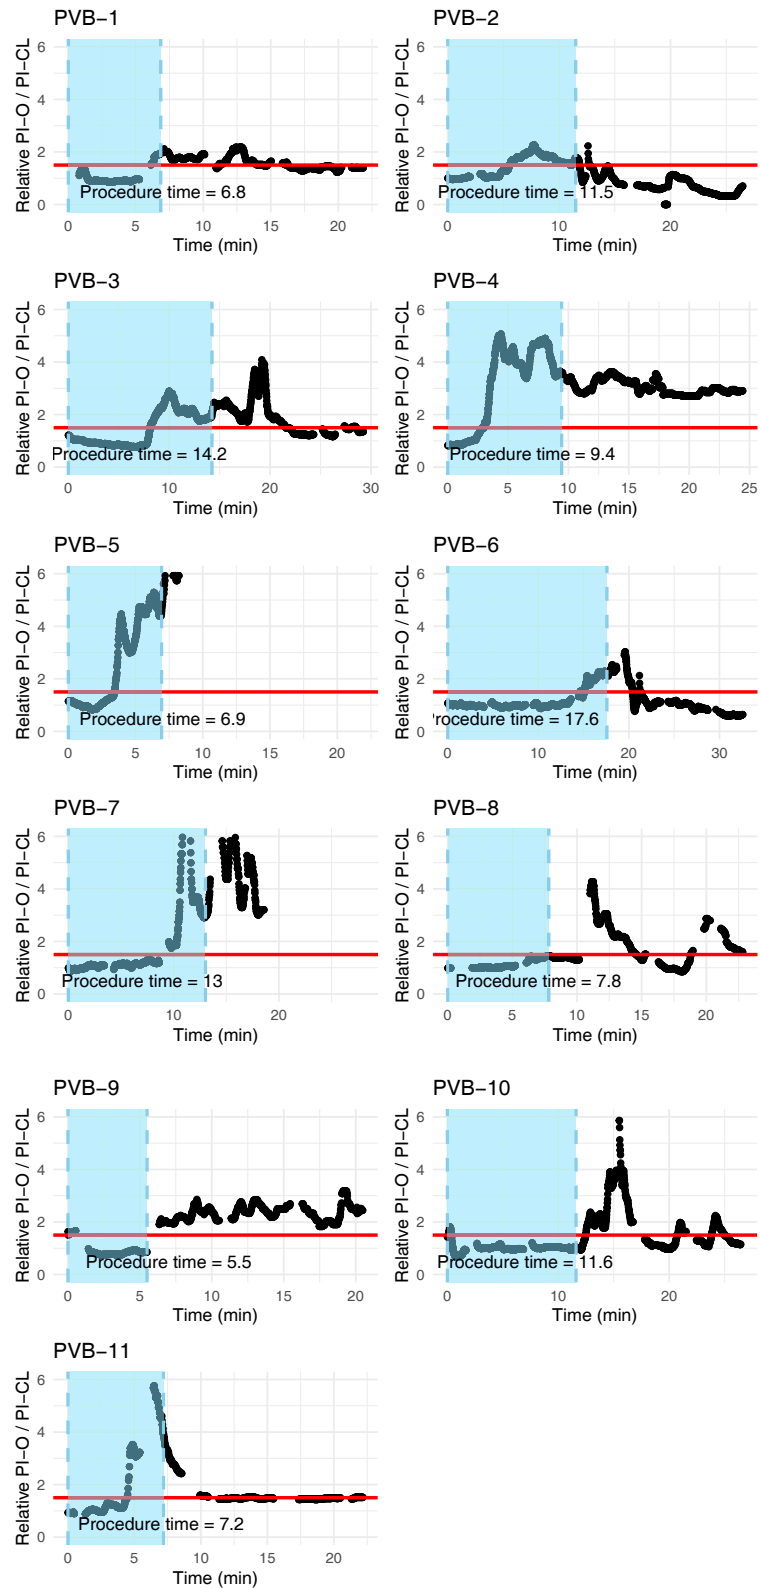 PVB−1
Relative PI−O / PI−CL
6
4
2
0
Procedure time = 6.8
0 5 10 15 20
Time (min)
PVB−2
Relative PI−O / PI−CL
6
4
2
0
Procedure time = 11.5
0 10 20
Time (min)
PVB−3
Relative PI−O / PI−CL
6
4
2
0
Procedure time = 14.2
0 10 20 30
Time (min)
PVB−4
Relative PI−O / PI−CL
6
4
2
0
Procedure time = 9.4
0 5 10 15 20 25
Time (min)
PVB−5
Relative PI−O / PI−CL
6
4
2
0
Procedure time = 6.9
0 5 10 15 20
Time (min)
PVB−6
Relative PI−O / PI−CL
6
4
2
0
rocedure time = 17.6
0 10 20 30
Time (min)
PVB−7
Relative PI−O / PI−CL
6
4
2
0
Procedure time = 13
0 10 20
Time (min)
PVB−8
Relative PI−O / PI−CL
6
4
2
0
Procedure time = 7.8
0 5 10 15 20
Time (min)
PVB−9
Relative PI−O / PI−CL
6
4
2
0
Procedure time = 5.5
0 5 10 15 20
Time (min)
PVB−10
Relative PI−O / PI−CL
6
4
2
0
Procedure time = 11.6
0 10 20
Time (min)
PVB−11
Relative PI−O / PI−CL
6
4
2
0
Procedure time = 7.2
0 5 10 15 20
Time (min)